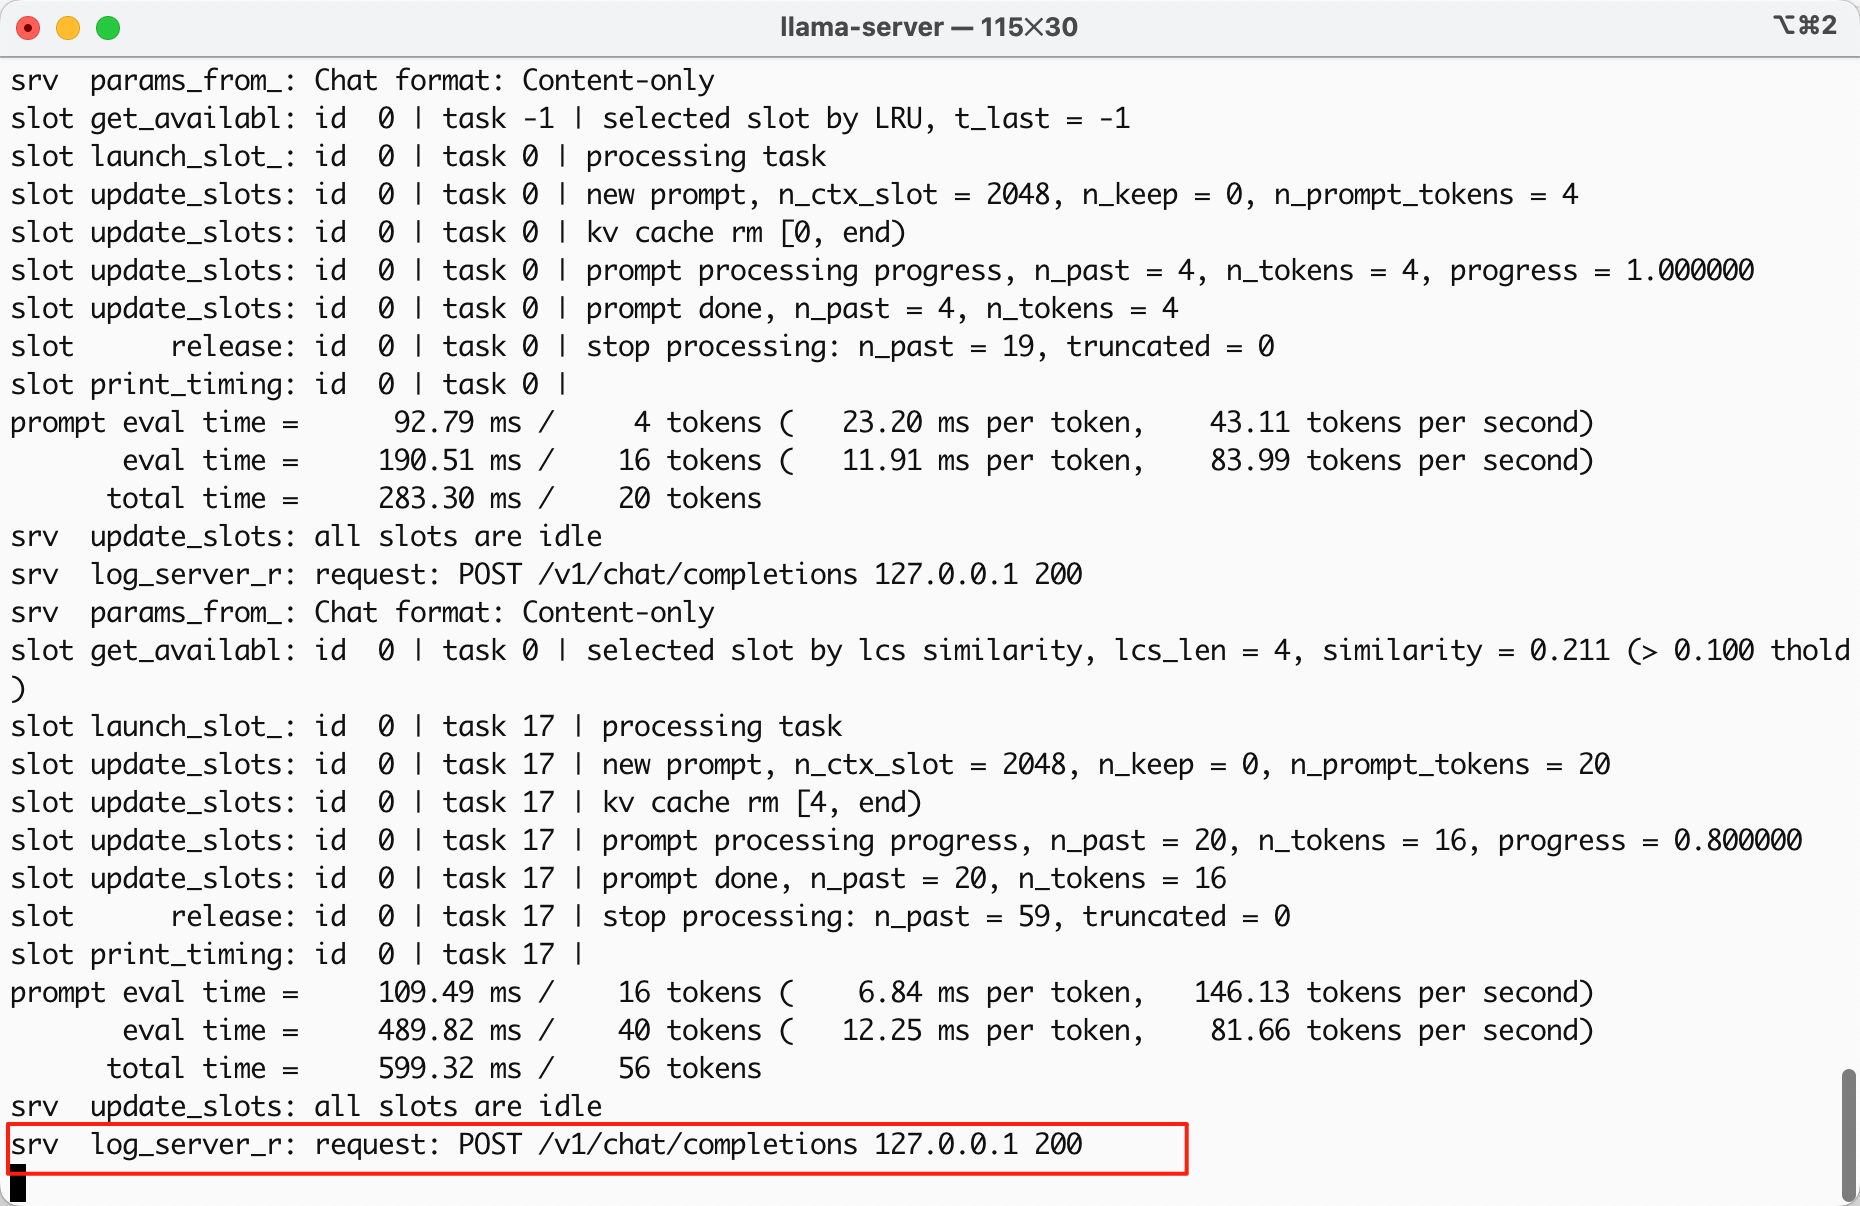 llama-server — 115×30
⌥⌘2
srv  params_from_: Chat format: Content-only
slot get_availabl: id  0 | task -1 | selected slot by LRU, t_last = -1
slot launch_slot_: id  0 | task 0 | processing task
slot update_slots: id  0 | task 0 | new prompt, n_ctx_slot = 2048, n_keep = 0, n_prompt_tokens = 4
slot update_slots: id  0 | task 0 | kv cache rm [0, end)
slot update_slots: id  0 | task 0 | prompt processing progress, n_past = 4, n_tokens = 4, progress = 1.000000
slot update_slots: id  0 | task 0 | prompt done, n_past = 4, n_tokens = 4
slot      release: id  0 | task 0 | stop processing: n_past = 19, truncated = 0
slot print_timing: id  0 | task 0 |
prompt eval time =      92.79 ms /     4 tokens (   23.20 ms per token,    43.11 tokens per second)
       eval time =     190.51 ms /    16 tokens (   11.91 ms per token,    83.99 tokens per second)
      total time =     283.30 ms /    20 tokens
srv  update_slots: all slots are idle
srv  log_server_r: request: POST /v1/chat/completions 127.0.0.1 200
srv  params_from_: Chat format: Content-only
slot get_availabl: id  0 | task 0 | selected slot by lcs similarity, lcs_len = 4, similarity = 0.211 (> 0.100 thold
)
slot launch_slot_: id  0 | task 17 | processing task
slot update_slots: id  0 | task 17 | new prompt, n_ctx_slot = 2048, n_keep = 0, n_prompt_tokens = 20
slot update_slots: id  0 | task 17 | kv cache rm [4, end)
slot update_slots: id  0 | task 17 | prompt processing progress, n_past = 20, n_tokens = 16, progress = 0.800000
slot update_slots: id  0 | task 17 | prompt done, n_past = 20, n_tokens = 16
slot      release: id  0 | task 17 | stop processing: n_past = 59, truncated = 0
slot print_timing: id  0 | task 17 |
prompt eval time =     109.49 ms /    16 tokens (    6.84 ms per token,   146.13 tokens per second)
       eval time =     489.82 ms /    40 tokens (   12.25 ms per token,    81.66 tokens per second)
      total time =     599.32 ms /    56 tokens
srv  update_slots: all slots are idle
srv  log_server_r: request: POST /v1/chat/completions 127.0.0.1 200